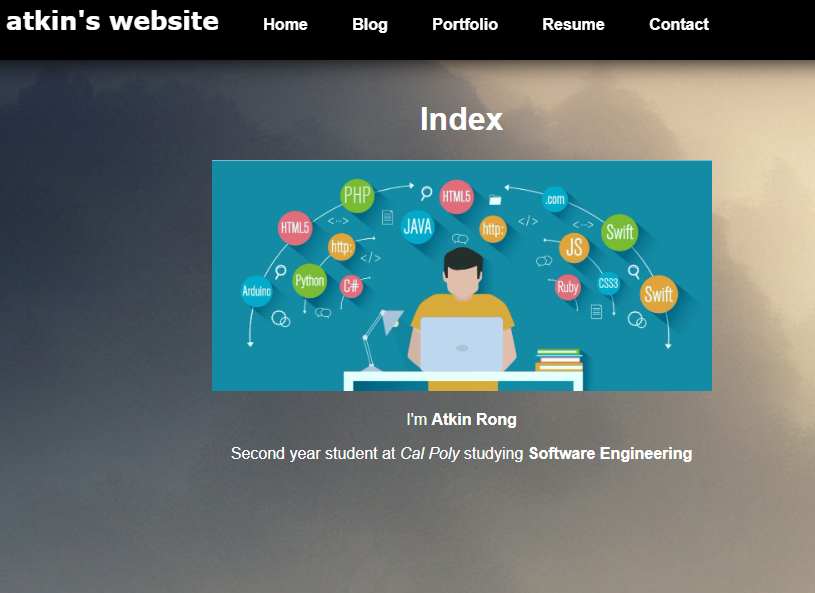 atkin's website
Home Blog Portfolio Resume Contact
Index
PHP
HTML5
.com
HTML5
JAVA
http:
Swift
http:
JS
Python
C#
Ruby
CSS3
Arduino
Swift
I'm Atkin Rong
Second year student at Cal Poly studying Software Engineering